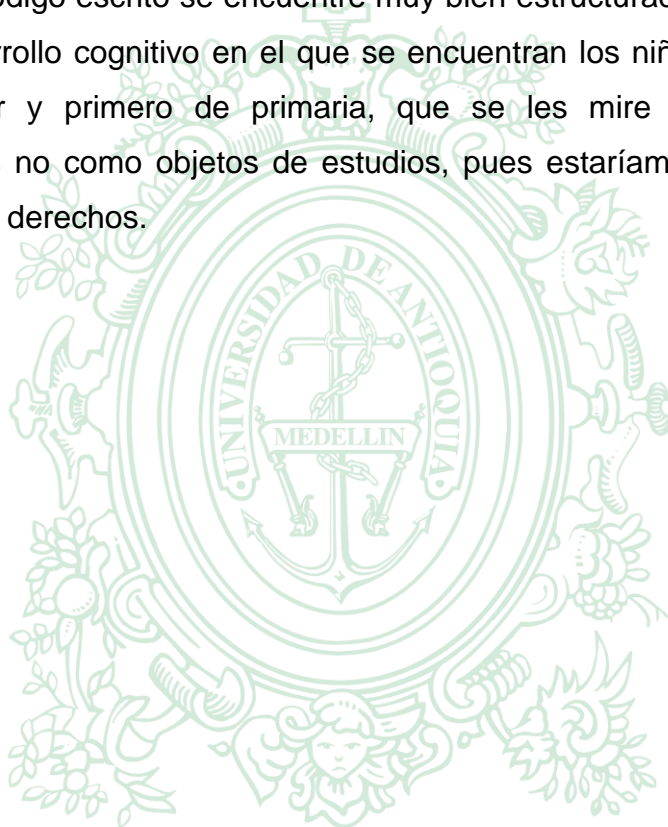 ódigo escrito se encuentre muy bien estructurad
rrollo cognitivo en el que se encuentran los niñ
r y primero de primaria, que se les mire
no como objetos de estudios, pues estaríam
derechos.
UNIVERSIDAD DE ANTIOQUIA
MEDELLIN